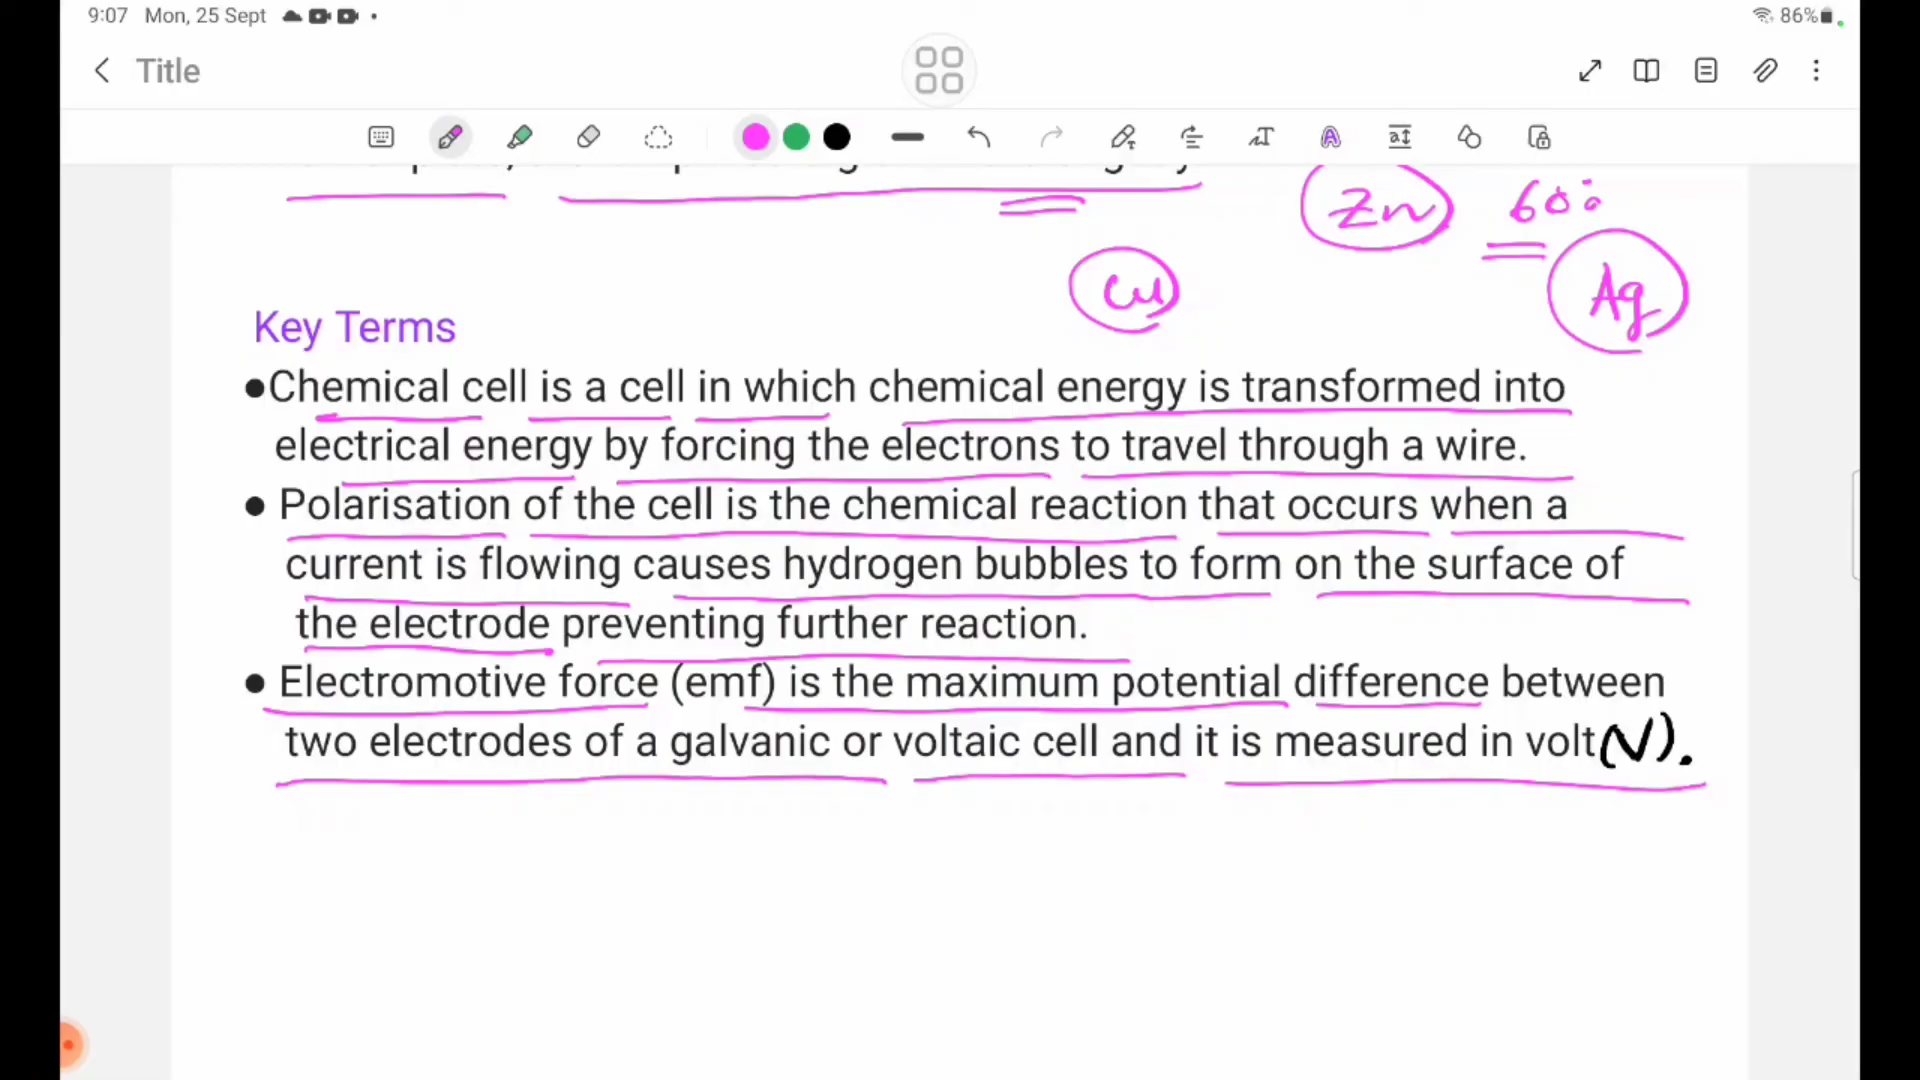 9:07 Mon, 25 Sept 86%
Title
Zn 60%
Cu Ag
Key Terms
●Chemical cell is a cell in which chemical energy is transformed into
electrical energy by forcing the electrons to travel through a wire.
● Polarisation of the cell is the chemical reaction that occurs when a
current is flowing causes hydrogen bubbles to form on the surface of
the electrode preventing further reaction.
● Electromotive force (emf) is the maximum potential difference between
two electrodes of a galvanic or voltaic cell and it is measured in volt(V).